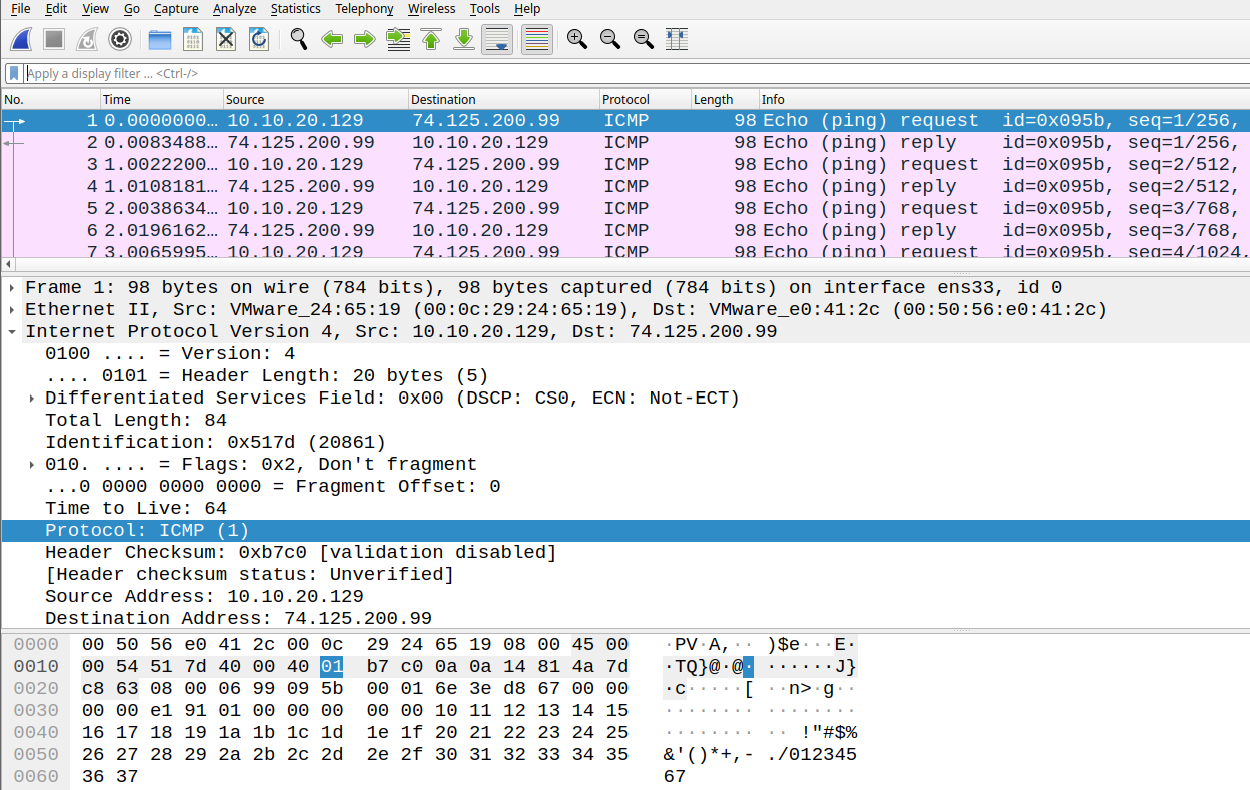 File Edit View Go Capture Analyze Statistics Telephony Wireless Tools Help
Apply a display filter ... <Ctrl-/>
No. Time Source Destination Protocol Length Info
1 0.0000000… 10.10.20.129 74.125.200.99 ICMP 98 Echo (ping) request id=0x095b, seq=1/256,
2 0.0083488… 74.125.200.99 10.10.20.129 ICMP 98 Echo (ping) reply id=0x095b, seq=1/256,
3 1.0022200… 10.10.20.129 74.125.200.99 ICMP 98 Echo (ping) request id=0x095b, seq=2/512,
4 1.0108181… 74.125.200.99 10.10.20.129 ICMP 98 Echo (ping) reply id=0x095b, seq=2/512,
5 2.0038634… 10.10.20.129 74.125.200.99 ICMP 98 Echo (ping) request id=0x095b, seq=3/768,
6 2.0196162… 74.125.200.99 10.10.20.129 ICMP 98 Echo (ping) reply id=0x095b, seq=3/768,
7 3.0065995… 10.10.20.129 74.125.200.99 ICMP 98 Echo (ping) request id=0x095b, seq=4/1024,
Frame 1: 98 bytes on wire (784 bits), 98 bytes captured (784 bits) on interface ens33, id 0
Ethernet II, Src: VMware_24:65:19 (00:0c:29:24:65:19), Dst: VMware_e0:41:2c (00:50:56:e0:41:2c)
Internet Protocol Version 4, Src: 10.10.20.129, Dst: 74.125.200.99
0100 .... = Version: 4
.... 0101 = Header Length: 20 bytes (5)
Differentiated Services Field: 0x00 (DSCP: CS0, ECN: Not-ECT)
Total Length: 84
Identification: 0x517d (20861)
010. .... = Flags: 0x2, Don't fragment
...0 0000 0000 0000 = Fragment Offset: 0
Time to Live: 64
Protocol: ICMP (1)
Header Checksum: 0xb7c0 [validation disabled]
[Header checksum status: Unverified]
Source Address: 10.10.20.129
Destination Address: 74.125.200.99
0000 00 50 56 e0 41 2c 00 0c 29 24 65 19 08 00 45 00 ·PV·A,·· )$e···E·
0010 00 54 51 7d 40 00 40 01 b7 c0 0a 0a 14 81 4a 7d ·TQ}@·@· ······J}
0020 c8 63 08 00 06 99 09 5b 00 01 6e 3e d8 67 00 00 ·c·····[ ··n>·g··
0030 00 00 e1 91 01 00 00 00 00 00 10 11 12 13 14 15 ········ ········
0040 16 17 18 19 1a 1b 1c 1d 1e 1f 20 21 22 23 24 25 ········ ·· !"#$%
0050 26 27 28 29 2a 2b 2c 2d 2e 2f 30 31 32 33 34 35 &'()*+,- ./012345
0060 36 37 67